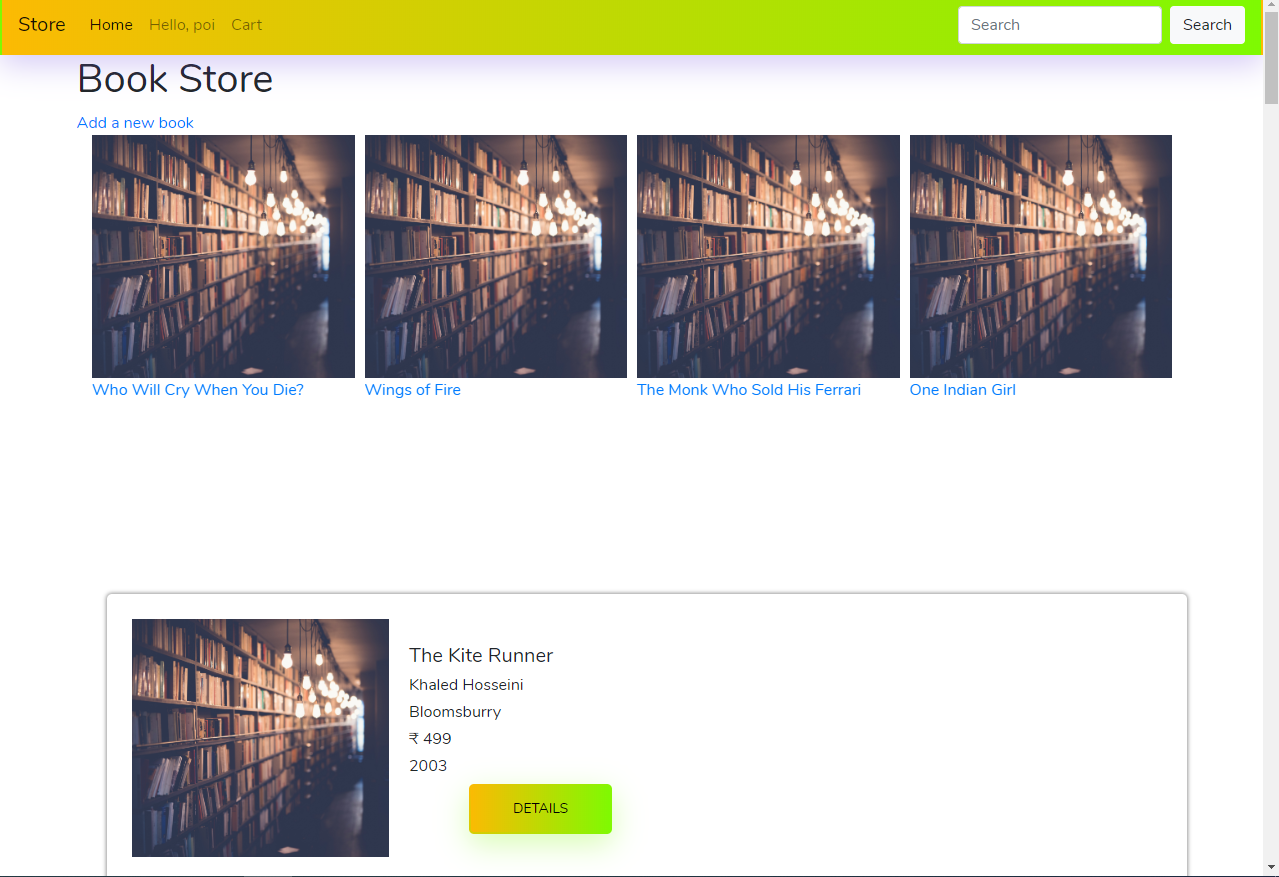 Store Home Hello, poi Cart Search Search
Book Store
Add a new book
Who Will Cry When You Die? Wings of Fire The Monk Who Sold His Ferrari One Indian Girl
The Kite Runner
Khaled Hosseini
Bloomsburry
₹ 499
2003
DETAILS